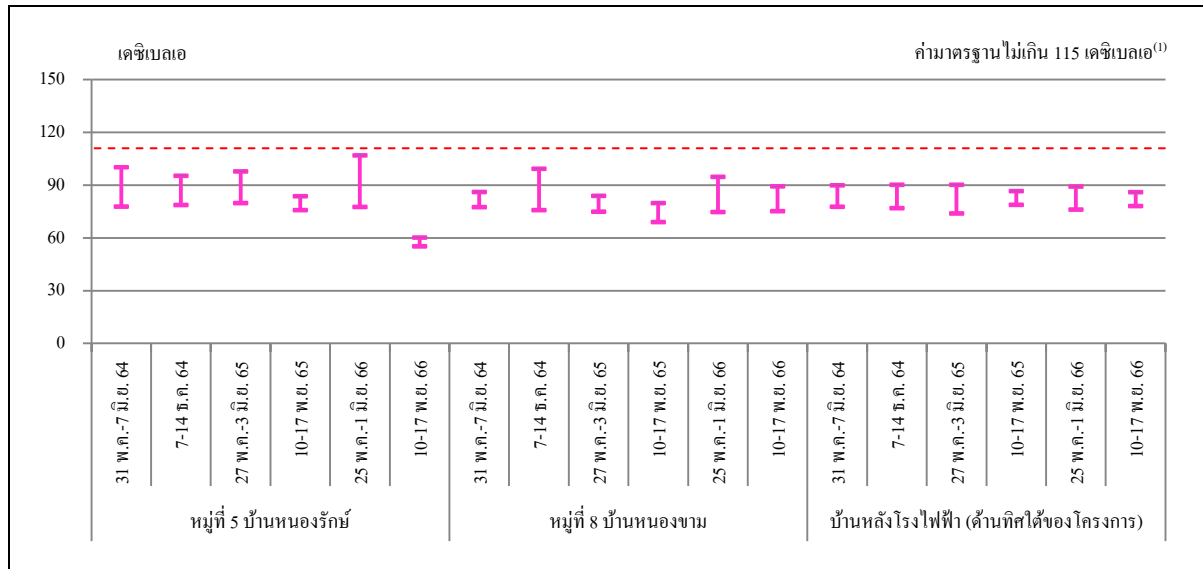 เดซิเบลเอ
ค่ามาตรฐานไม่เกิน 115 เดซิเบลเอ(1)
150
120
90
60
30
0
31 พ.ค.-7 มิ.ย. 64
7-14 ธ.ค. 64
27 พ.ค.-3 มิ.ย. 65
10-17 พ.ย. 65
25 พ.ค.-1 มิ.ย. 66
10-17 พ.ย. 66
31 พ.ค.-7 มิ.ย. 64
7-14 ธ.ค. 64
27 พ.ค.-3 มิ.ย. 65
10-17 พ.ย. 65
25 พ.ค.-1 มิ.ย. 66
10-17 พ.ย. 66
31 พ.ค.-7 มิ.ย. 64
7-14 ธ.ค. 64
27 พ.ค.-3 มิ.ย. 65
10-17 พ.ย. 65
25 พ.ค.-1 มิ.ย. 66
10-17 พ.ย. 66
หมู่ที่ 5 บ้านหนองรักษ์
หมู่ที่ 8 บ้านหนองขาม
บ้านหลังโรงไฟฟ้า (ด้านทิศใต้ของโครงการ)